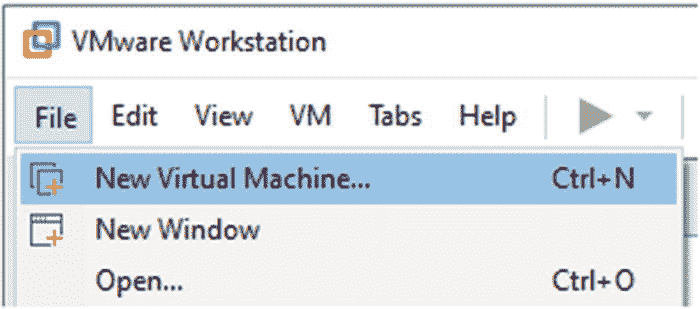 VMware Workstation
File Edit View VM Tabs Help
New Virtual Machine... Ctrl+N
New Window
Open... Ctrl+O